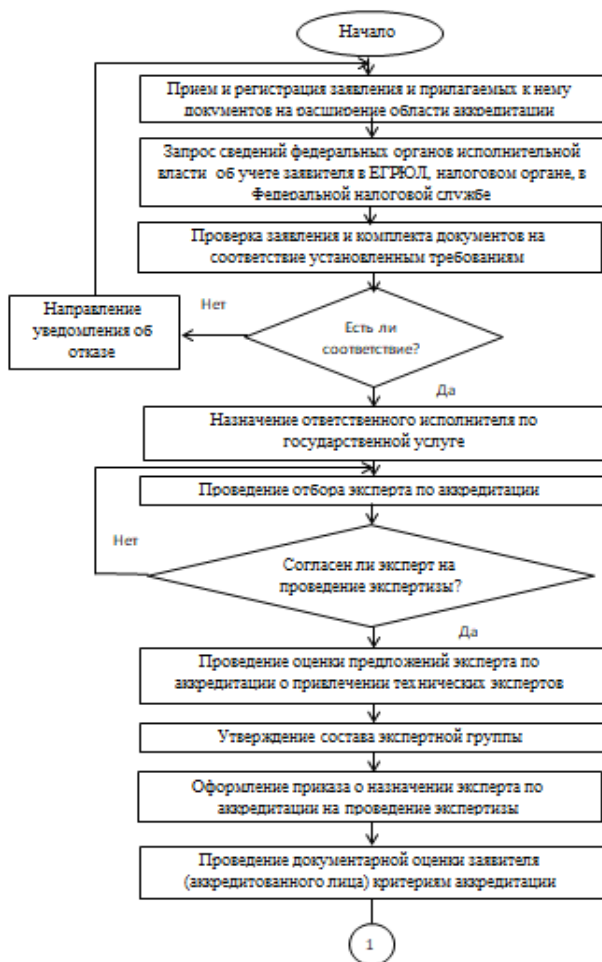 Начало
Прием и регистрация заявления и прилагаемых к нему
документов на расширение области аккредитации
Запрос сведений федеральных органов исполнительной
власти об учете заявителя в ЕГРЮЛ, налоговом органе, в
Федеральной налоговой службе
Проверка заявления и комплекта документов на
соответствие установленным требованиям
Направление
уведомления об
отказе
Нет
Есть ли
соответствие?
Да
Назначение ответственного исполнителя по
государственной услуге
Проведение отбора эксперта по аккредитации
Нет
Согласен ли эксперт на
проведение экспертизы?
Да
Проведение оценки предложений эксперта по
аккредитации о привлечении технических экспертов
Утверждение состава экспертной группы
Оформление приказа о назначении эксперта по
аккредитации на проведение экспертизы
Проведение документарной оценки заявителя
(аккредитованного лица) критериям аккредитации
1